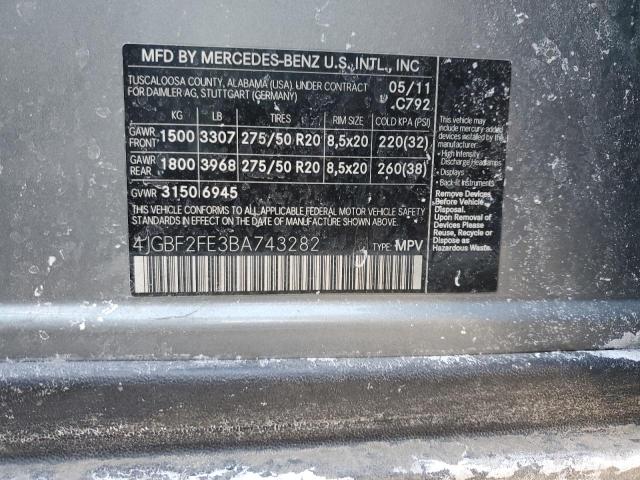 MFD BY MERCEDES-BENZ U.S. INTL., INC
TUSCALOOSA COUNTY, ALABAMA (USA), UNDER CONTRACT
FOR DAIMLER AG, STUTTGART (GERMANY)
05/11
C792
KG LB TIRES RIM SIZE COLD KPA (PSI)
GAWR FRONT 1500 3307 275/50 R20 8,5x20 220(32)
GAWR REAR 1800 3968 275/50 R20 8,5x20 260(38)
GVWR 3150 6945
THIS VEHICLE CONFORMS TO ALL APPLICABLE FEDERAL MOTOR VEHICLE SAFETY
STANDARDS IN EFFECT ON THE DATE OF MANUFACTURE SHOWN ABOVE.
4JGBF2FE3BA743282
TYPE: MPV
This vehicle may
include mercury added
devices installed by the
manufacturer:
• High Intensity
Discharge Headlamps
• Displays
• Back-lit Instruments
Remove Devices
Before Vehicle
Disposal.
Upon Removal of
Devices Please
Reuse, Recycle or
Dispose as
Hazardous Waste.